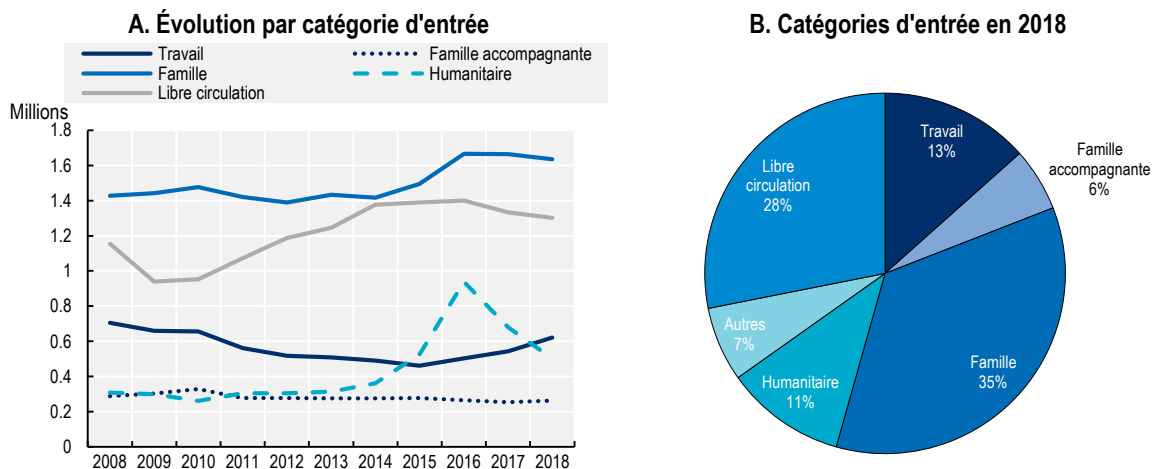 A. Évolution par catégorie d'entrée
Travail
Famille accompagnante
Famille
Humanitaire
Libre circulation
Millions
1.8
1.6
1.4
1.2
1
0.8
0.6
0.4
0.2
0
2008 2009 2010 2011 2012 2013 2014 2015 2016 2017 2018
B. Catégories d'entrée en 2018
Travail
13%
Famille
accompagnante
6%
Famille
35%
Humanitaire
11%
Autres
7%
Libre
circulation
28%